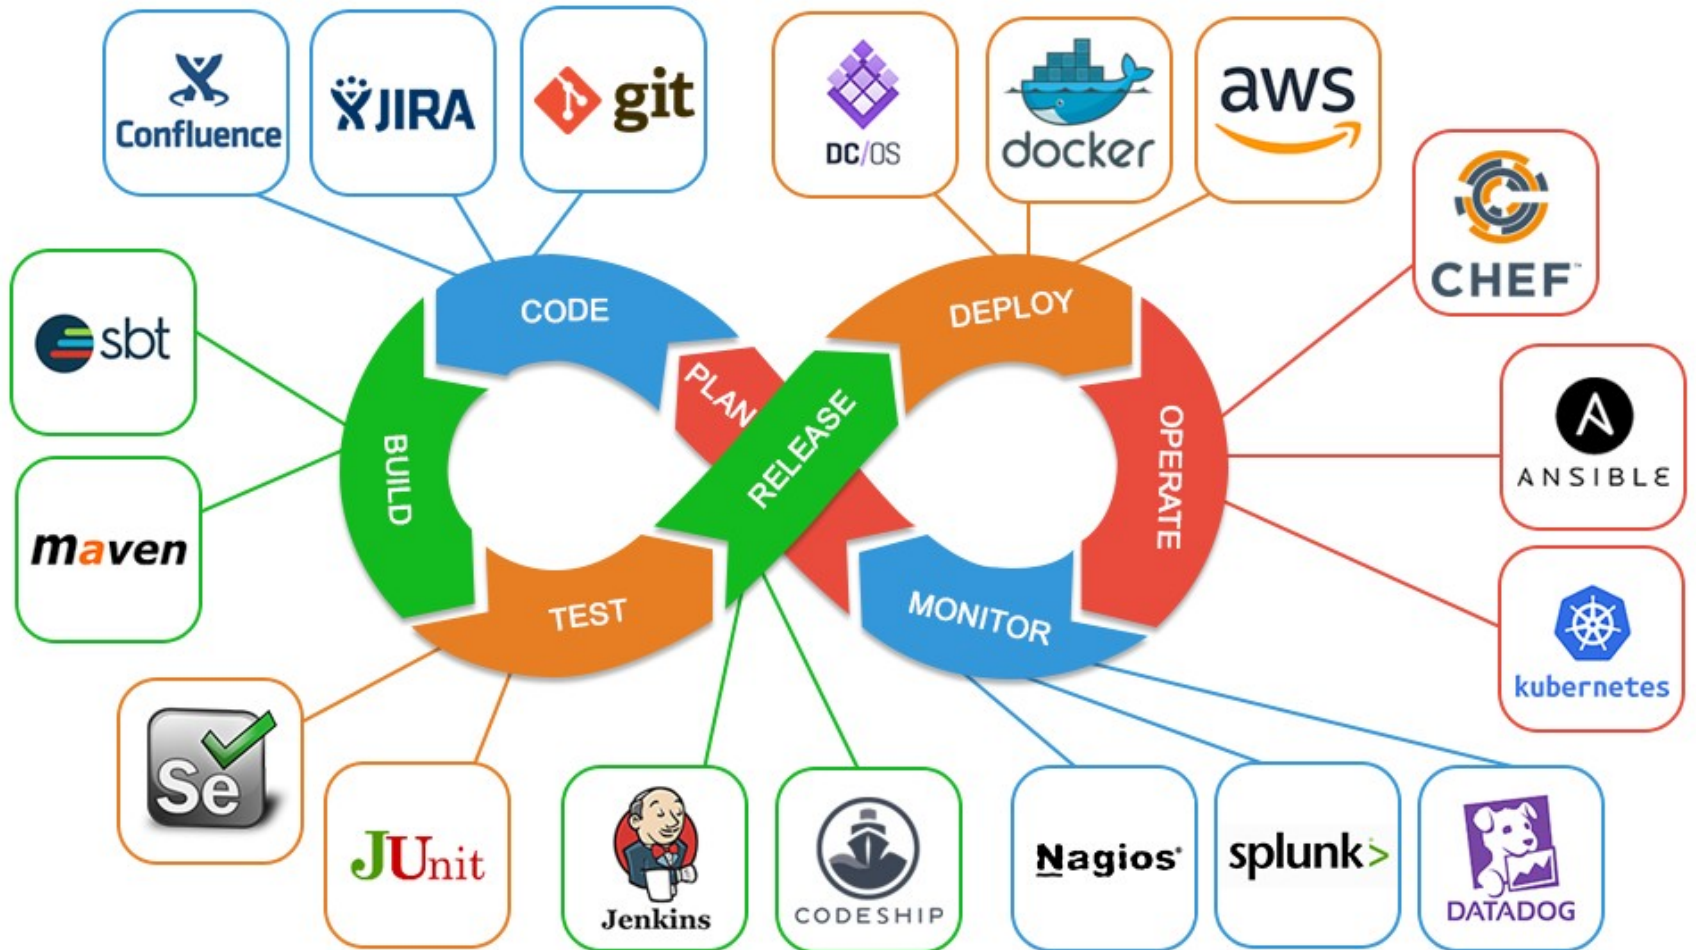 Confluence
JIRA
git
DC/OS
docker
aws
CHEF™
sbt
CODE
DEPLOY
PLAN
RELEASE
BUILD
OPERATE
ANSIBLE
maven
TEST
MONITOR
kubernetes
Se
JUnit
Jenkins
CODESHIP
Nagios®
splunk>
DATADOG